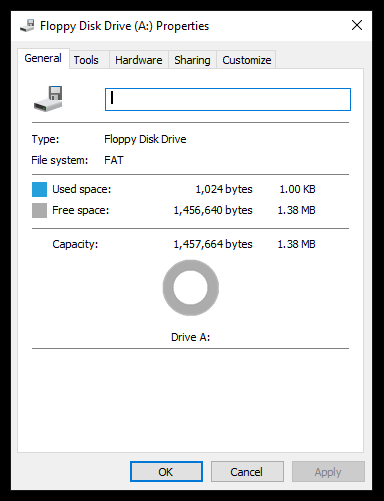 Floppy Disk Drive (A:) Properties
General Tools Hardware Sharing Customize
Type: Floppy Disk Drive
File system: FAT
Used space: 1,024 bytes 1.00 KB
Free space: 1,456,640 bytes 1.38 MB
Capacity: 1,457,664 bytes 1.38 MB
Drive A:
OK Cancel Apply